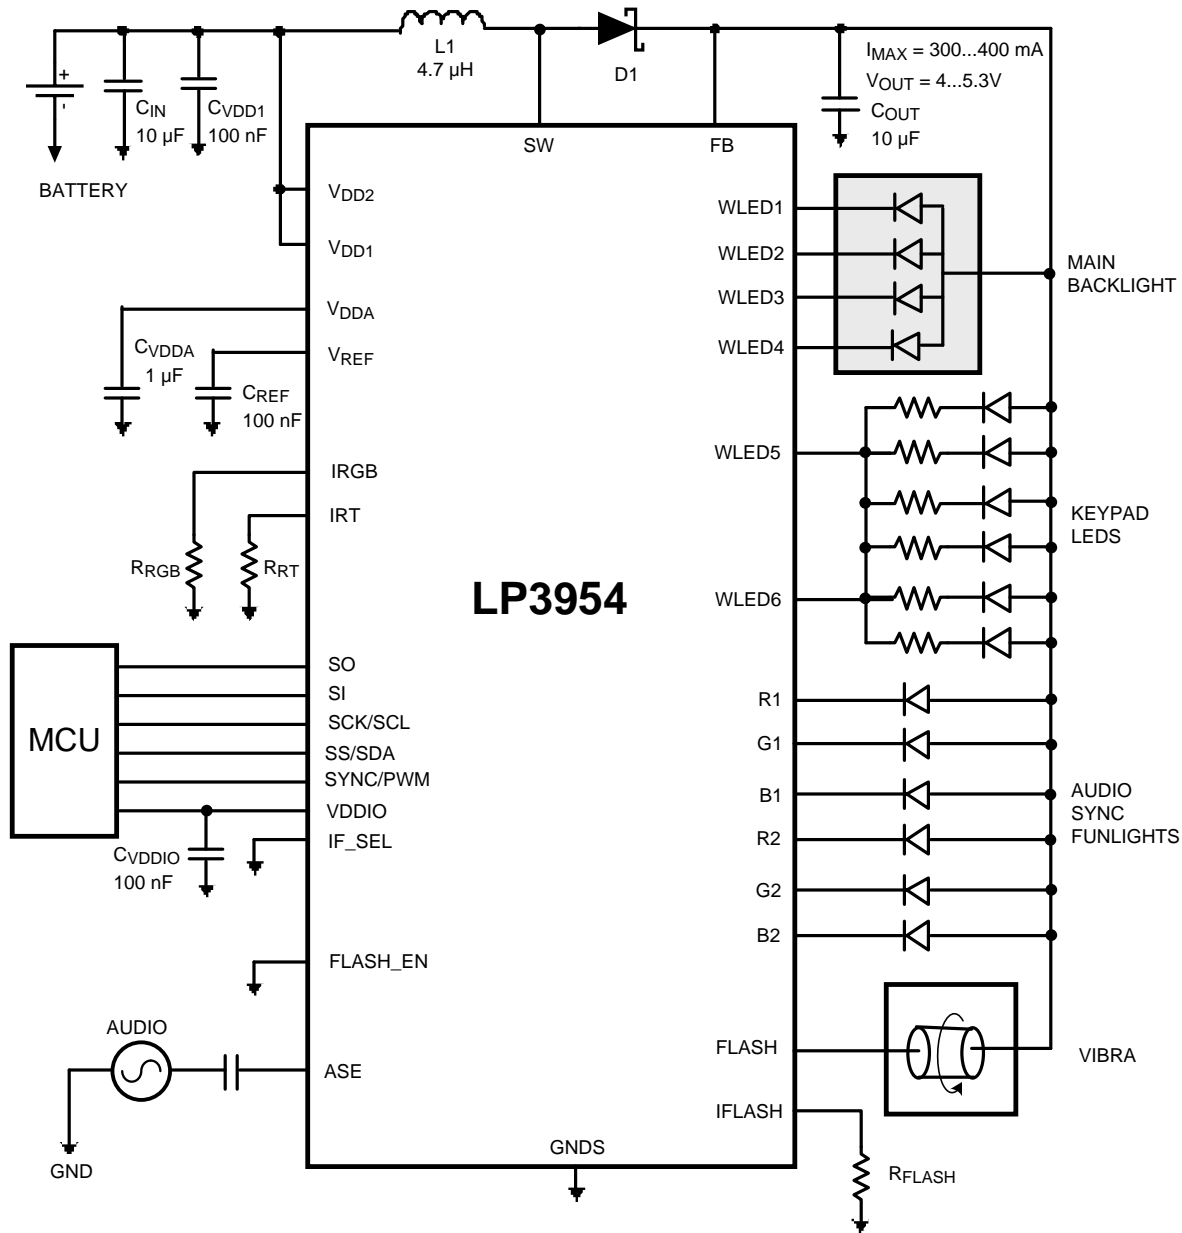 L1
4.7 µH
D1
IMAX = 300...400 mA
VOUT = 4...5.3V
COUT
10 µF
+
-
BATTERY
CIN
10 µF
CVDD1
100 nF
SW
FB
VDD2
VDD1
VDDA
VREF
CVDDA
1 µF
CREF
100 nF
IRGB
IRT
RRGB
RRT
LP3954
MCU
SO
SI
SCK/SCL
SS/SDA
SYNC/PWM
VDDIO
IF_SEL
CVDDIO
100 nF
FLASH_EN
AUDIO
ASE
GND
GNDS
WLED1
WLED2
WLED3
WLED4
MAIN
BACKLIGHT
WLED5
WLED6
KEYPAD
LEDS
R1
G1
B1
R2
G2
B2
AUDIO
SYNC
FUNLIGHTS
FLASH
VIBRA
IFLASH
RFLASH